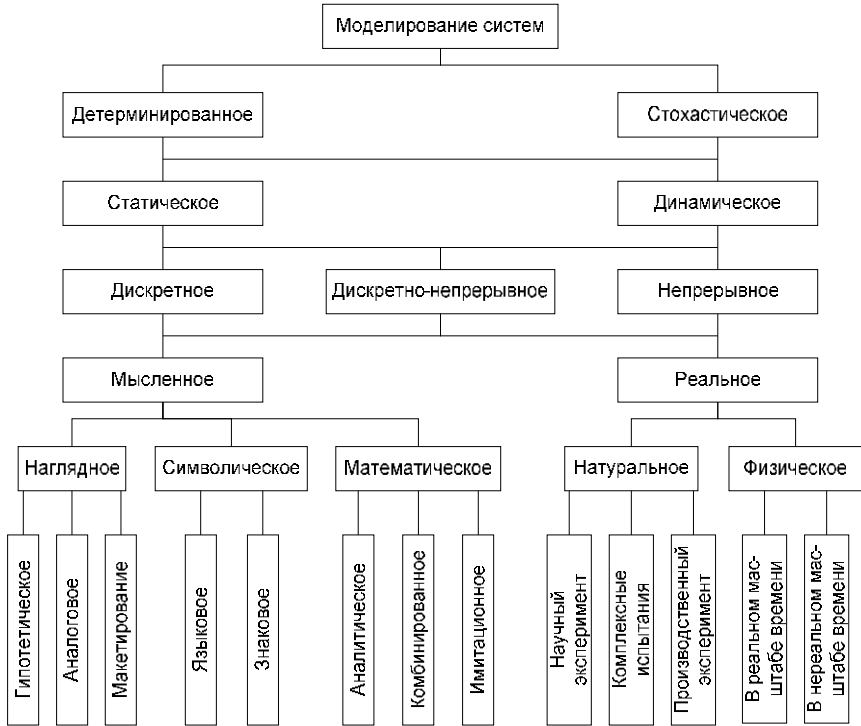 Моделирование систем
Детерминированное
Стохастическое
Статическое
Динамическое
Дискретное
Дискретно-непрерывное
Непрерывное
Мысленное
Реальное
Наглядное
Символическое
Математическое
Натуральное
Физическое
Гипотетическое
Аналоговое
Макетирование
Языковое
Знаковое
Аналитическое
Комбинированное
Имитационное
Научный
эксперимент
Комплексные
испытания
Производственный
эксперимент
В реальном мас-
штабе времени
В нереальном мас-
штабе времени